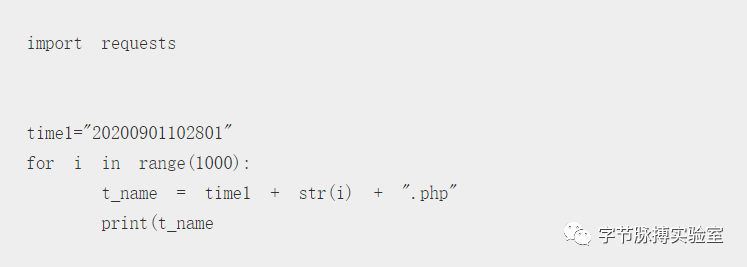 import requests
time1="20200901102801"
for i in range(1000):
t_name = time1 + str(i) + ".php"
print(t_name
字节脉搏实验室